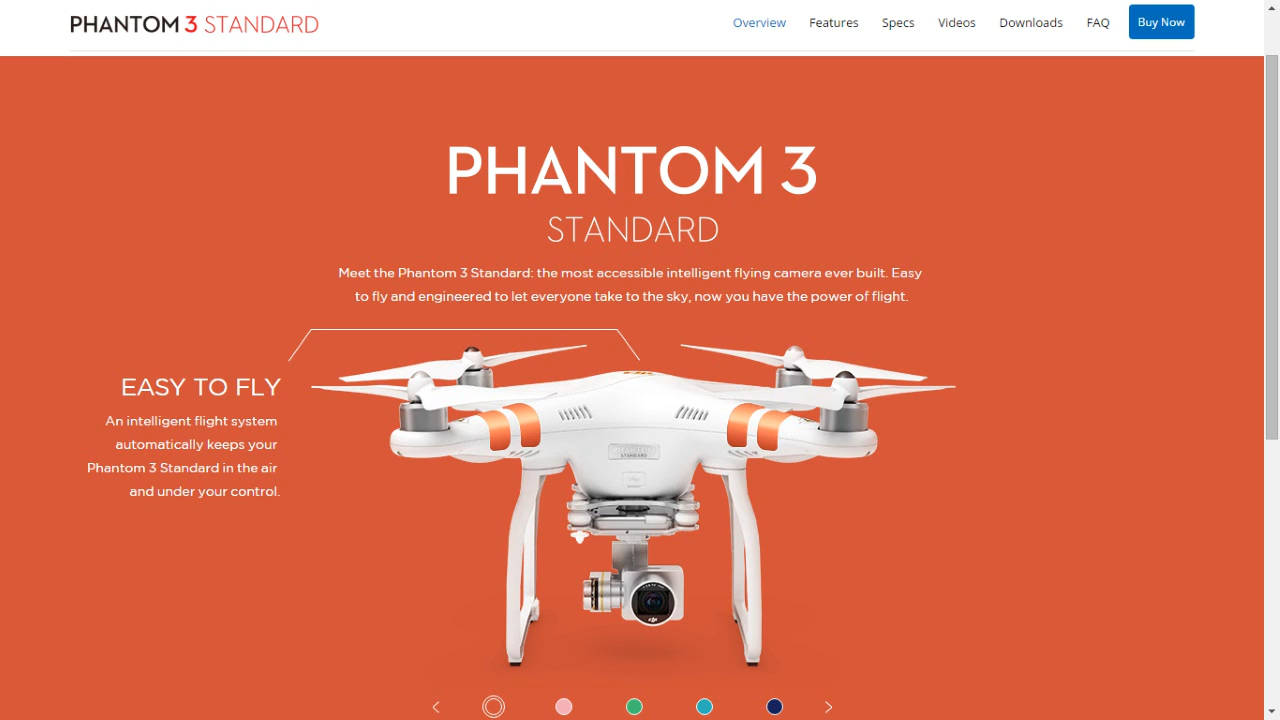 PHANTOM 3 STANDARD
Overview
Features
Specs
Videos
Downloads
FAQ
Buy Now
PHANTOM 3
STANDARD
Meet the Phantom 3 Standard: the most accessible intelligent flying camera ever built. Easy
to fly and engineered to let everyone take to the sky, now you have the power of flight.
EASY TO FLY
An intelligent flight system
automatically keeps your
Phantom 3 Standard in the air
and under your control.
PHANTOM
STANDARD
dji